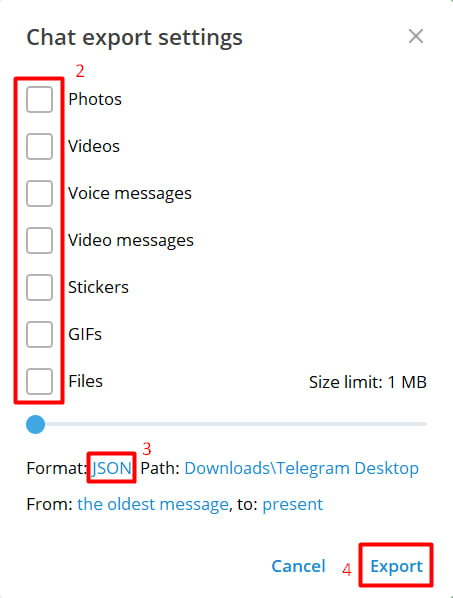 Chat export settings
2
Photos
Videos
Voice messages
Video messages
Stickers
GIFs
Files Size limit: 1 MB
3
Format: JSON Path: Downloads\Telegram Desktop
From: the oldest message, to: present
Cancel 4 Export